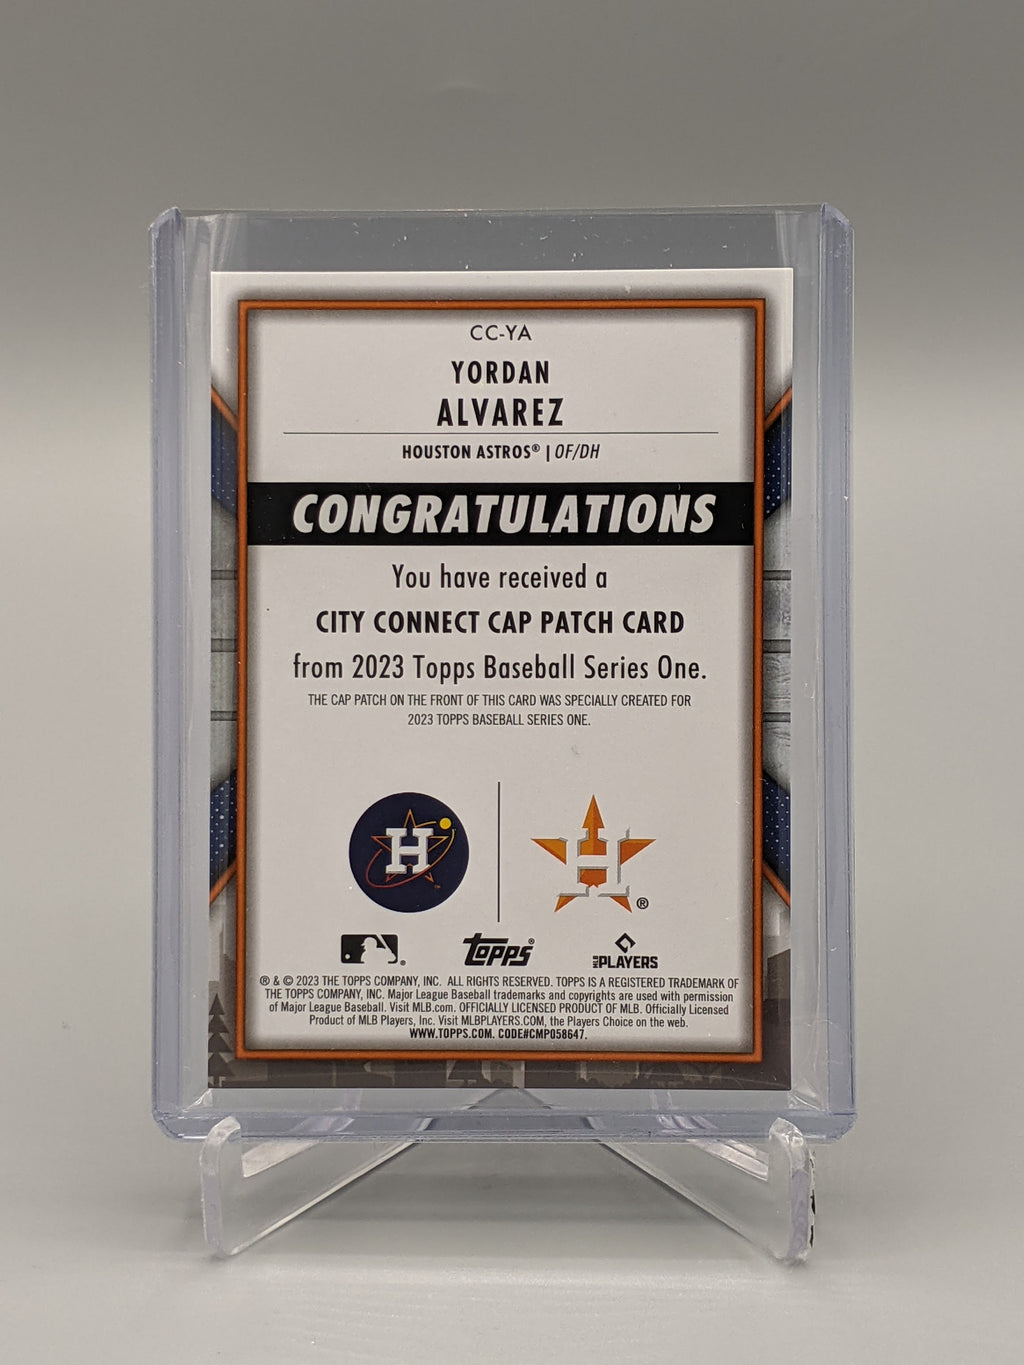 CC-YA
YORDAN
ALVAREZ
HOUSTON ASTROS® | OF/DH
CONGRATULATIONS
You have received a
CITY CONNECT CAP PATCH CARD
from 2023 Topps Baseball Series One.
THE CAP PATCH ON THE FRONT OF THIS CARD WAS SPECIALLY CREATED FOR
2023 TOPPS BASEBALL SERIES ONE.
H H ®
® topps® MLB PLAYERS
® & © 2023 THE TOPPS COMPANY, INC. ALL RIGHTS RESERVED. TOPPS IS A REGISTERED TRADEMARK OF
THE TOPPS COMPANY, INC. Major League Baseball trademarks and copyrights are used with permission
of Major League Baseball. Visit MLB.com. OFFICIALLY LICENSED PRODUCT OF MLB. Officially Licensed
Product of MLB Players, Inc. Visit MLBPLAYERS.COM, the Players Choice on the web.
WWW.TOPPS.COM. CODE#CMP058647.